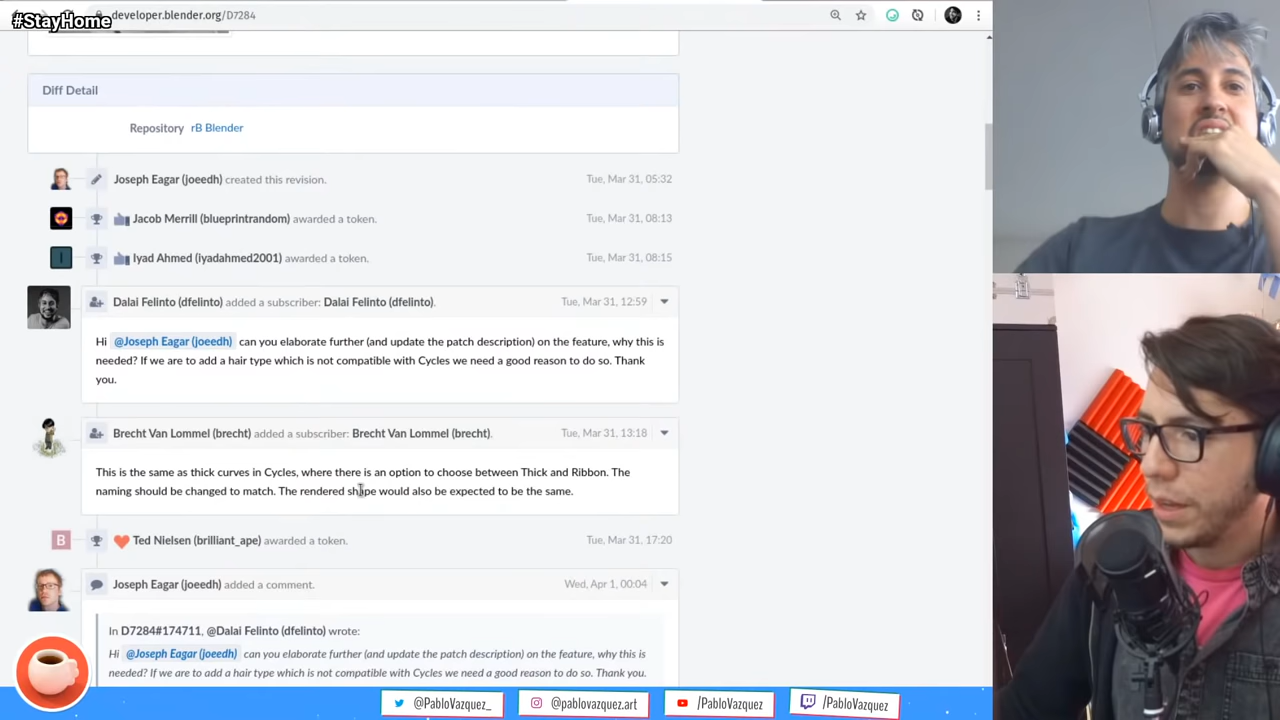 #StayHome
developer.blender.org/D7284
Diff Detail
Repository rB Blender
Joseph Eagar (joeedh) created this revision. Tue, Mar 31, 05:32
Jacob Merrill (blueprintrandom) awarded a token. Tue, Mar 31, 08:13
I
Iyad Ahmed (iyadahmed2001) awarded a token. Tue, Mar 31, 08:15
Dalai Felinto (dfelinto) added a subscriber: Dalai Felinto (dfelinto). Tue, Mar 31, 12:59
Hi @Joseph Eagar (joeedh) can you elaborate further (and update the patch description) on the feature, why this is
needed? If we are to add a hair type which is not compatible with Cycles we need a good reason to do so. Thank
you.
Brecht Van Lommel (brecht) added a subscriber: Brecht Van Lommel (brecht). Tue, Mar 31, 13:18
This is the same as thick curves in Cycles, where there is an option to choose between Thick and Ribbon. The
naming should be changed to match. The rendered shape would also be expected to be the same.
B
Ted Nielsen (brilliant_ape) awarded a token. Tue, Mar 31, 17:20
Joseph Eagar (joeedh) added a comment. Wed, Apr 1, 00:04
In D7284#174711, @Dalai Felinto (dfelinto) wrote:
Hi @Joseph Eagar (joeedh) can you elaborate further (and update the patch description) on the feature, why this is
needed? If we are to add a hair type which is not compatible with Cycles we need a good reason to do so. Thank you.
@PabloVazquez_
@pablovazquez.art
/PabloVazquez
/PabloVazquez